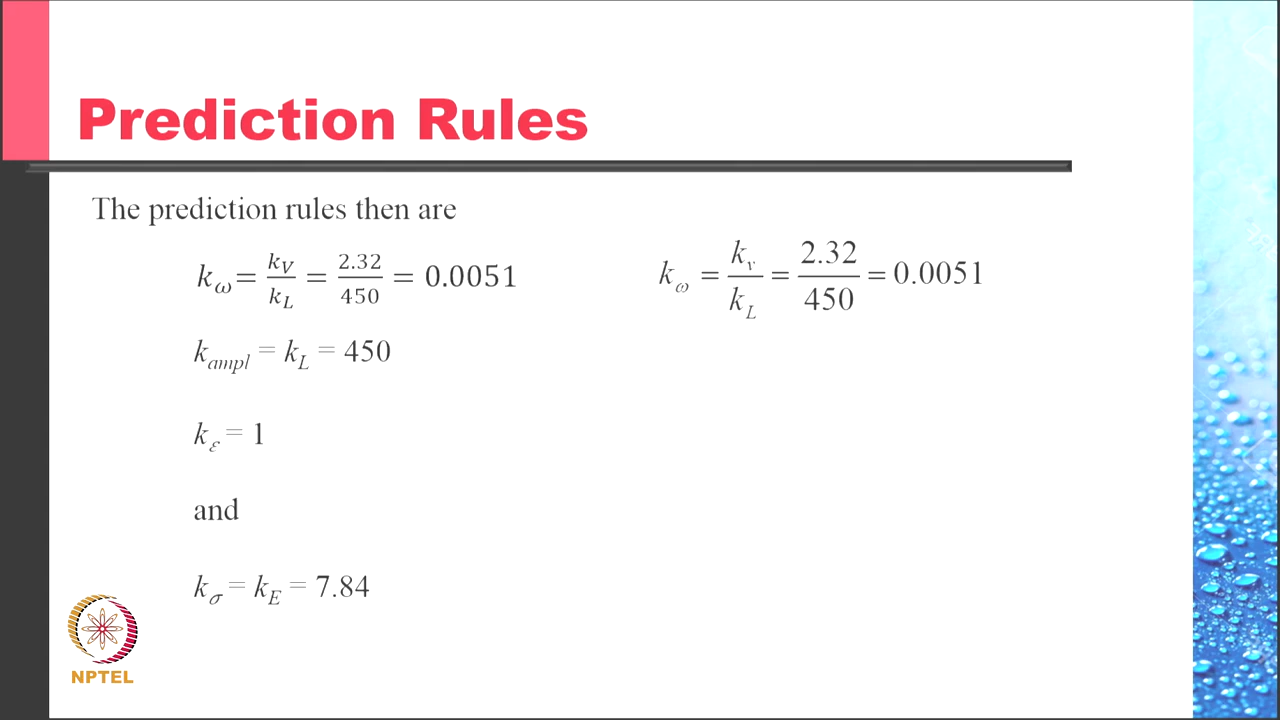 Prediction Rules
The prediction rules then are
k_ω = k_V / k_L = 2.32 / 450 = 0.0051
k_ω = k_v / k_L = 2.32 / 450 = 0.0051
k_ampl = k_L = 450
k_ε = 1
and
k_σ = k_E = 7.84
NPTEL